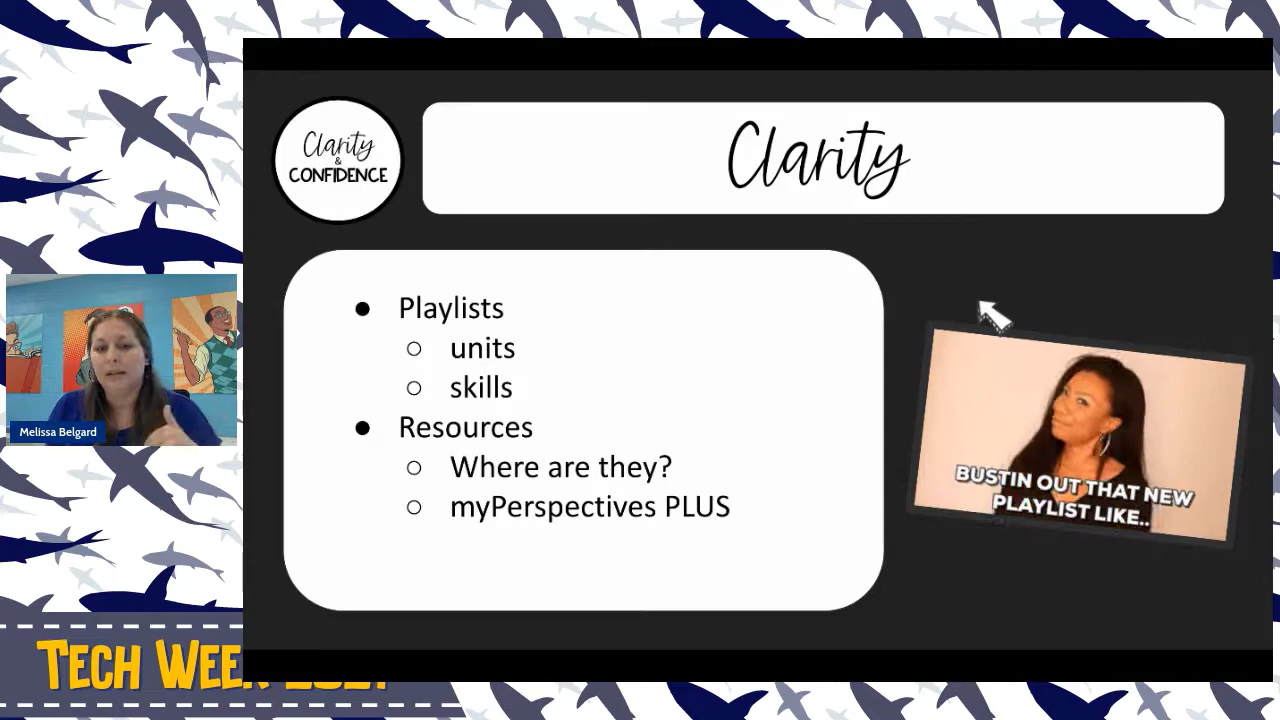 Clarity
&
CONFIDENCE
Clarity
Playlists
units
skills
Resources
Where are they?
myPerspectives PLUS
BUSTIN OUT THAT NEW
PLAYLIST LIKE..
Melissa Belgard
TECH WEEK